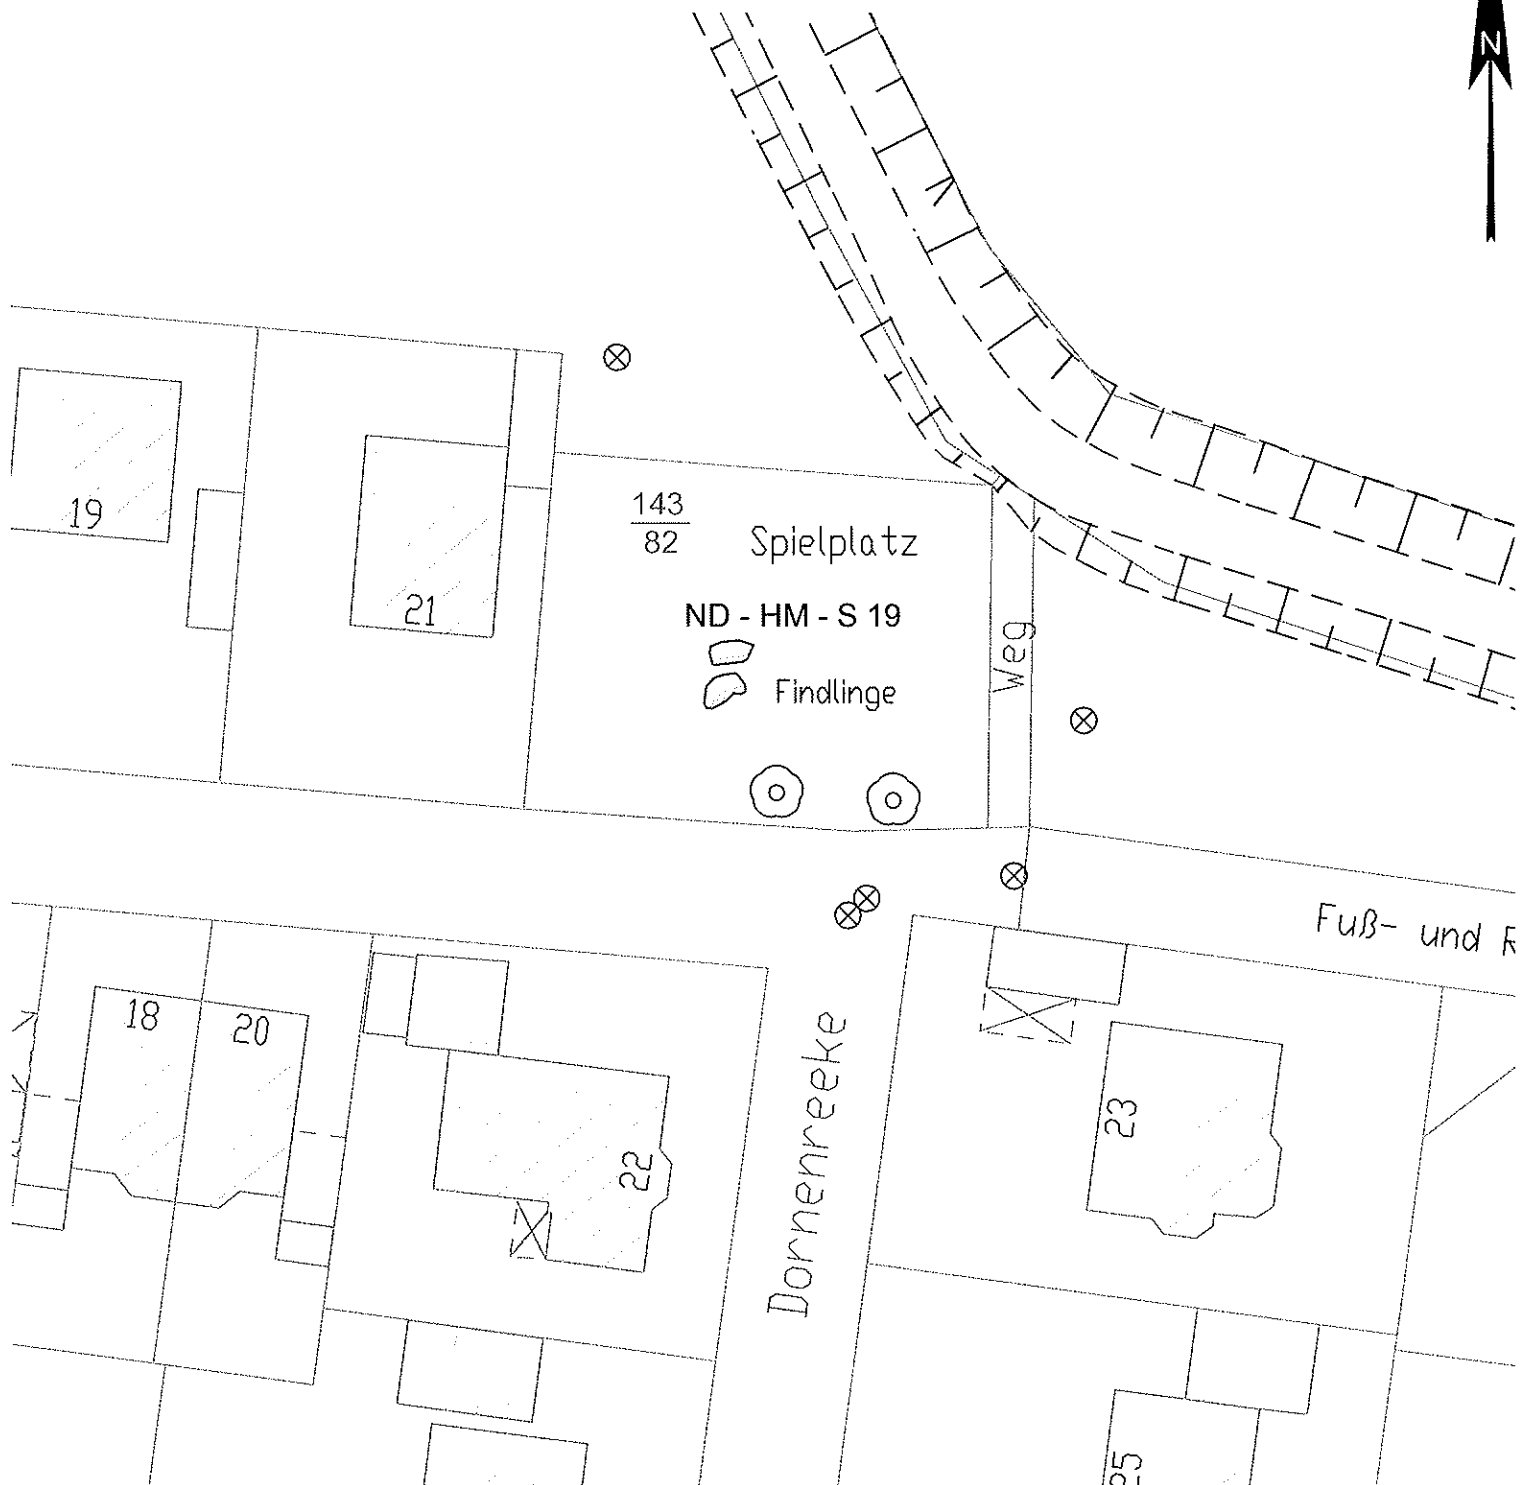 N
19
21
143
82
Spielplatz
ND - HM - S 19
Findlinge
Weg
Fuß- und
18
20
22
Dornenreeke
23
25